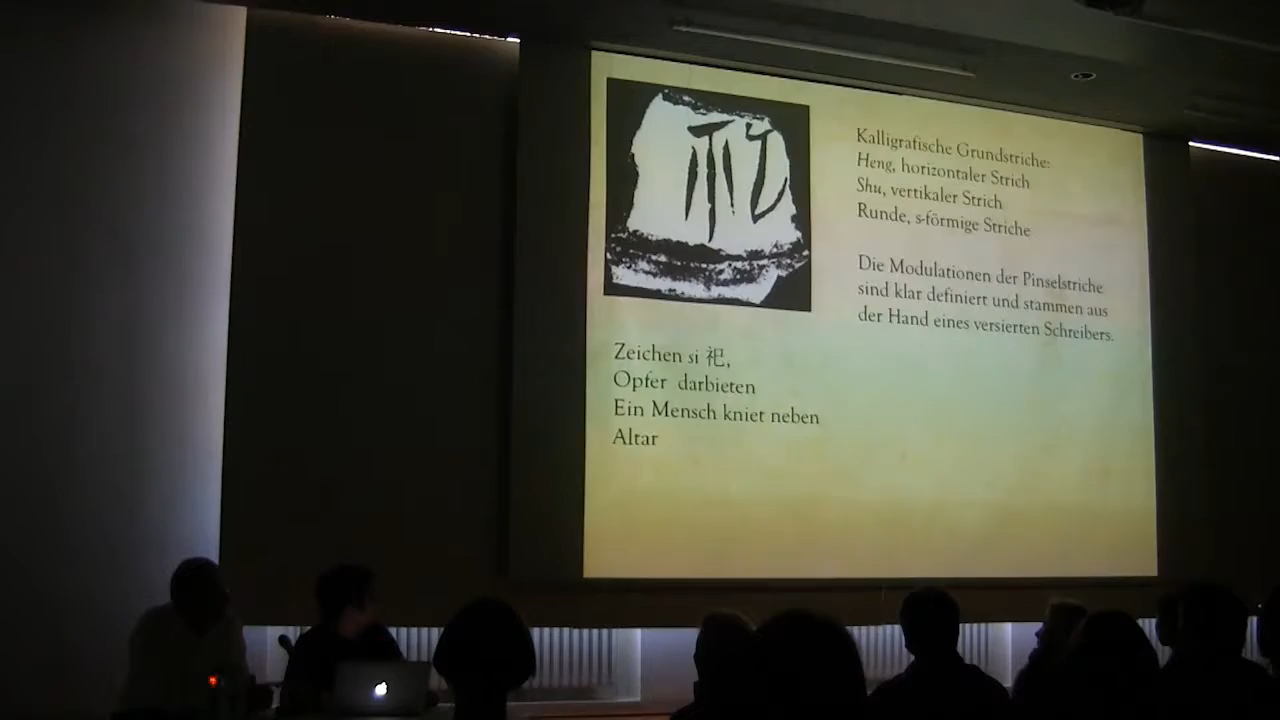 祀
Kalligrafische Grundstriche:
Heng, horizontaler Strich
Shu, vertikaler Strich
Runde, s-förmige Striche
Die Modulationen der Pinselstriche
sind klar definiert und stammen aus
der Hand eines versierten Schreibers.
Zeichen si 祀,
Opfer darbieten
Ein Mensch kniet neben
Altar